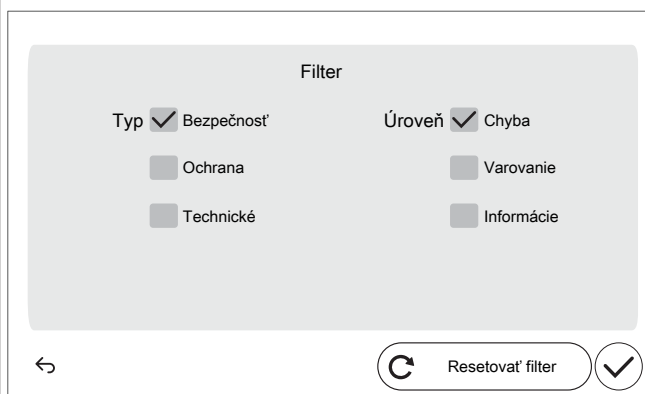 Filter
Typ Bezpečnosť Úroveň Chyba
Ochrana Varovanie
Technické Informácie
Resetovať filter